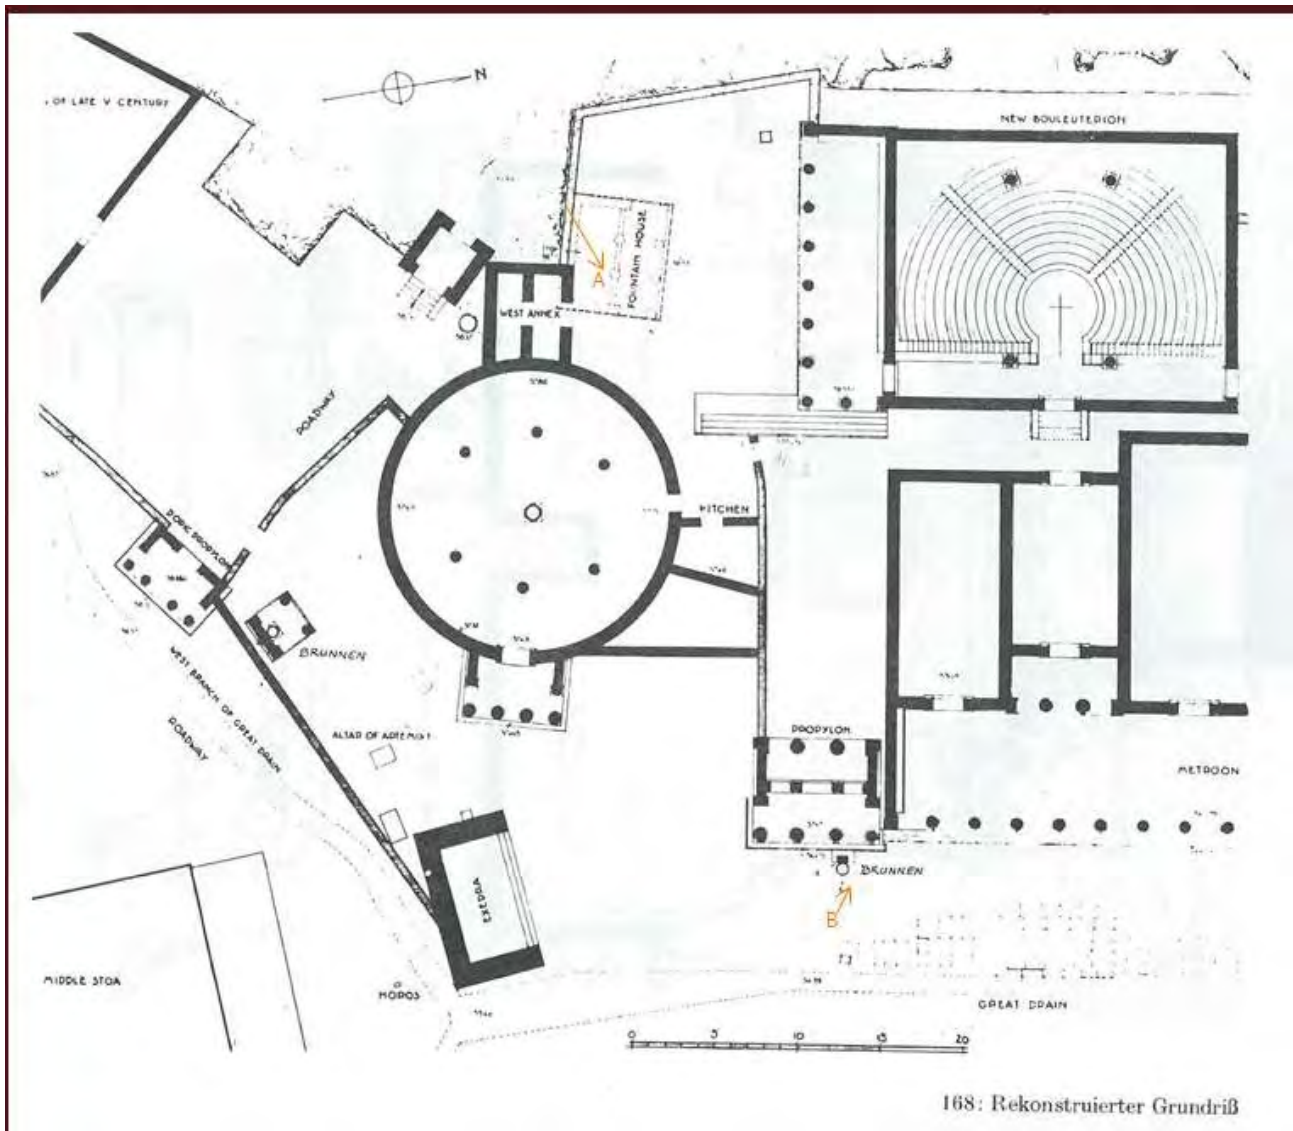 N
OF LATE V CENTURY
NEW BOULEUTERION
A
FOUNTAIN HOUSE
WEST ANNEX
ROADWAY
KITCHEN
DORIC PROPYLON
BRUNNEN
WEST BRANCH OF GREAT DRAIN
ROADWAY
ALTAR OF ARTEMIS?
PROPYLON
METROON
BRUNNEN
B
EXEDRA
MIDDLE STOA
HOROS
GREAT DRAIN
0 5 10 15 20
168: Rekonstruierter Grundriß